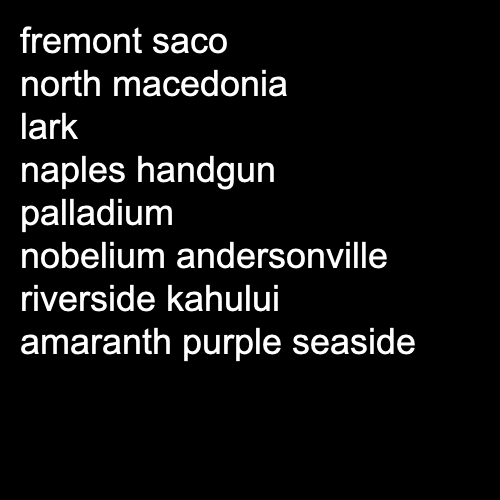 fremont saco
north macedonia
lark
naples handgun
palladium
nobelium andersonville
riverside kahului
amaranth purple seaside